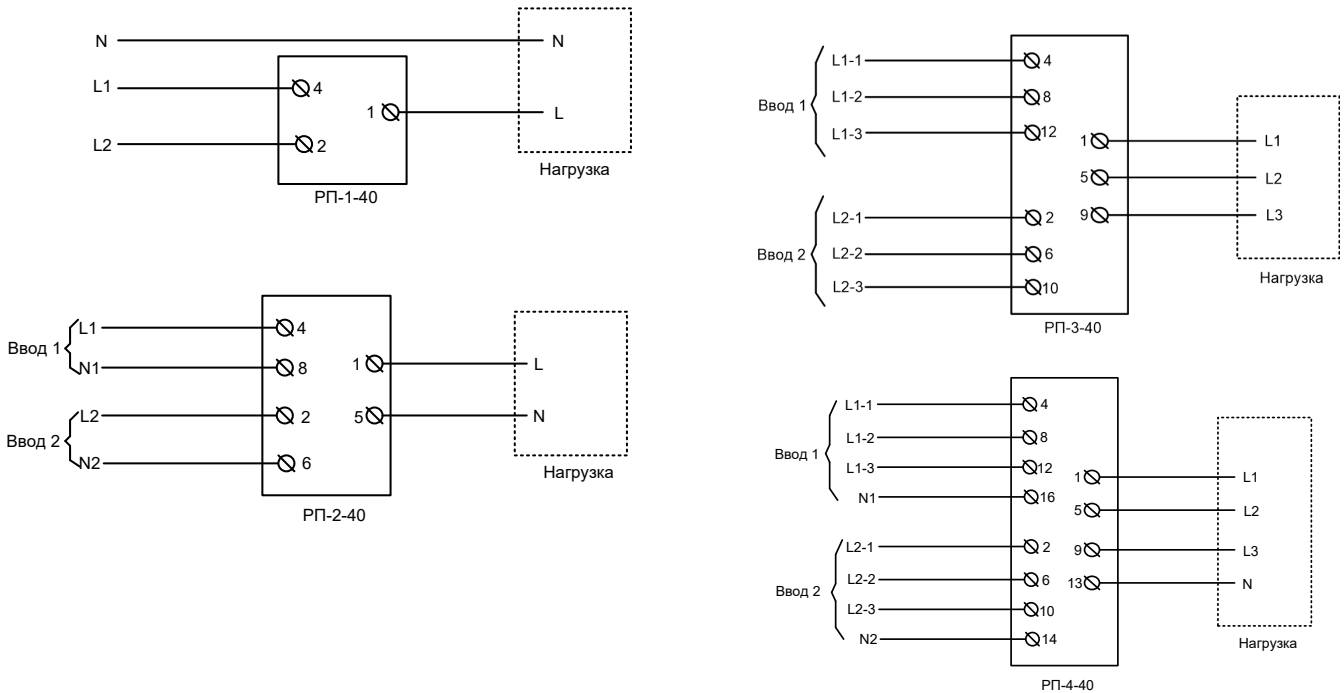 N
N
L1
4
1
L
L2
2
Нагрузка
РП-1-40
Ввод 1
L1
4
N1
8
1
L
Ввод 2
L2
2
5
N
N2
6
Нагрузка
РП-2-40
Ввод 1
L1-1
4
L1-2
8
L1-3
12
1
L1
5
L2
9
L3
Ввод 2
L2-1
2
L2-2
6
L2-3
10
Нагрузка
РП-3-40
Ввод 1
L1-1
4
L1-2
8
L1-3
12
N1
16
1
L1
5
L2
9
L3
13
N
Ввод 2
L2-1
2
L2-2
6
L2-3
10
N2
14
Нагрузка
РП-4-40